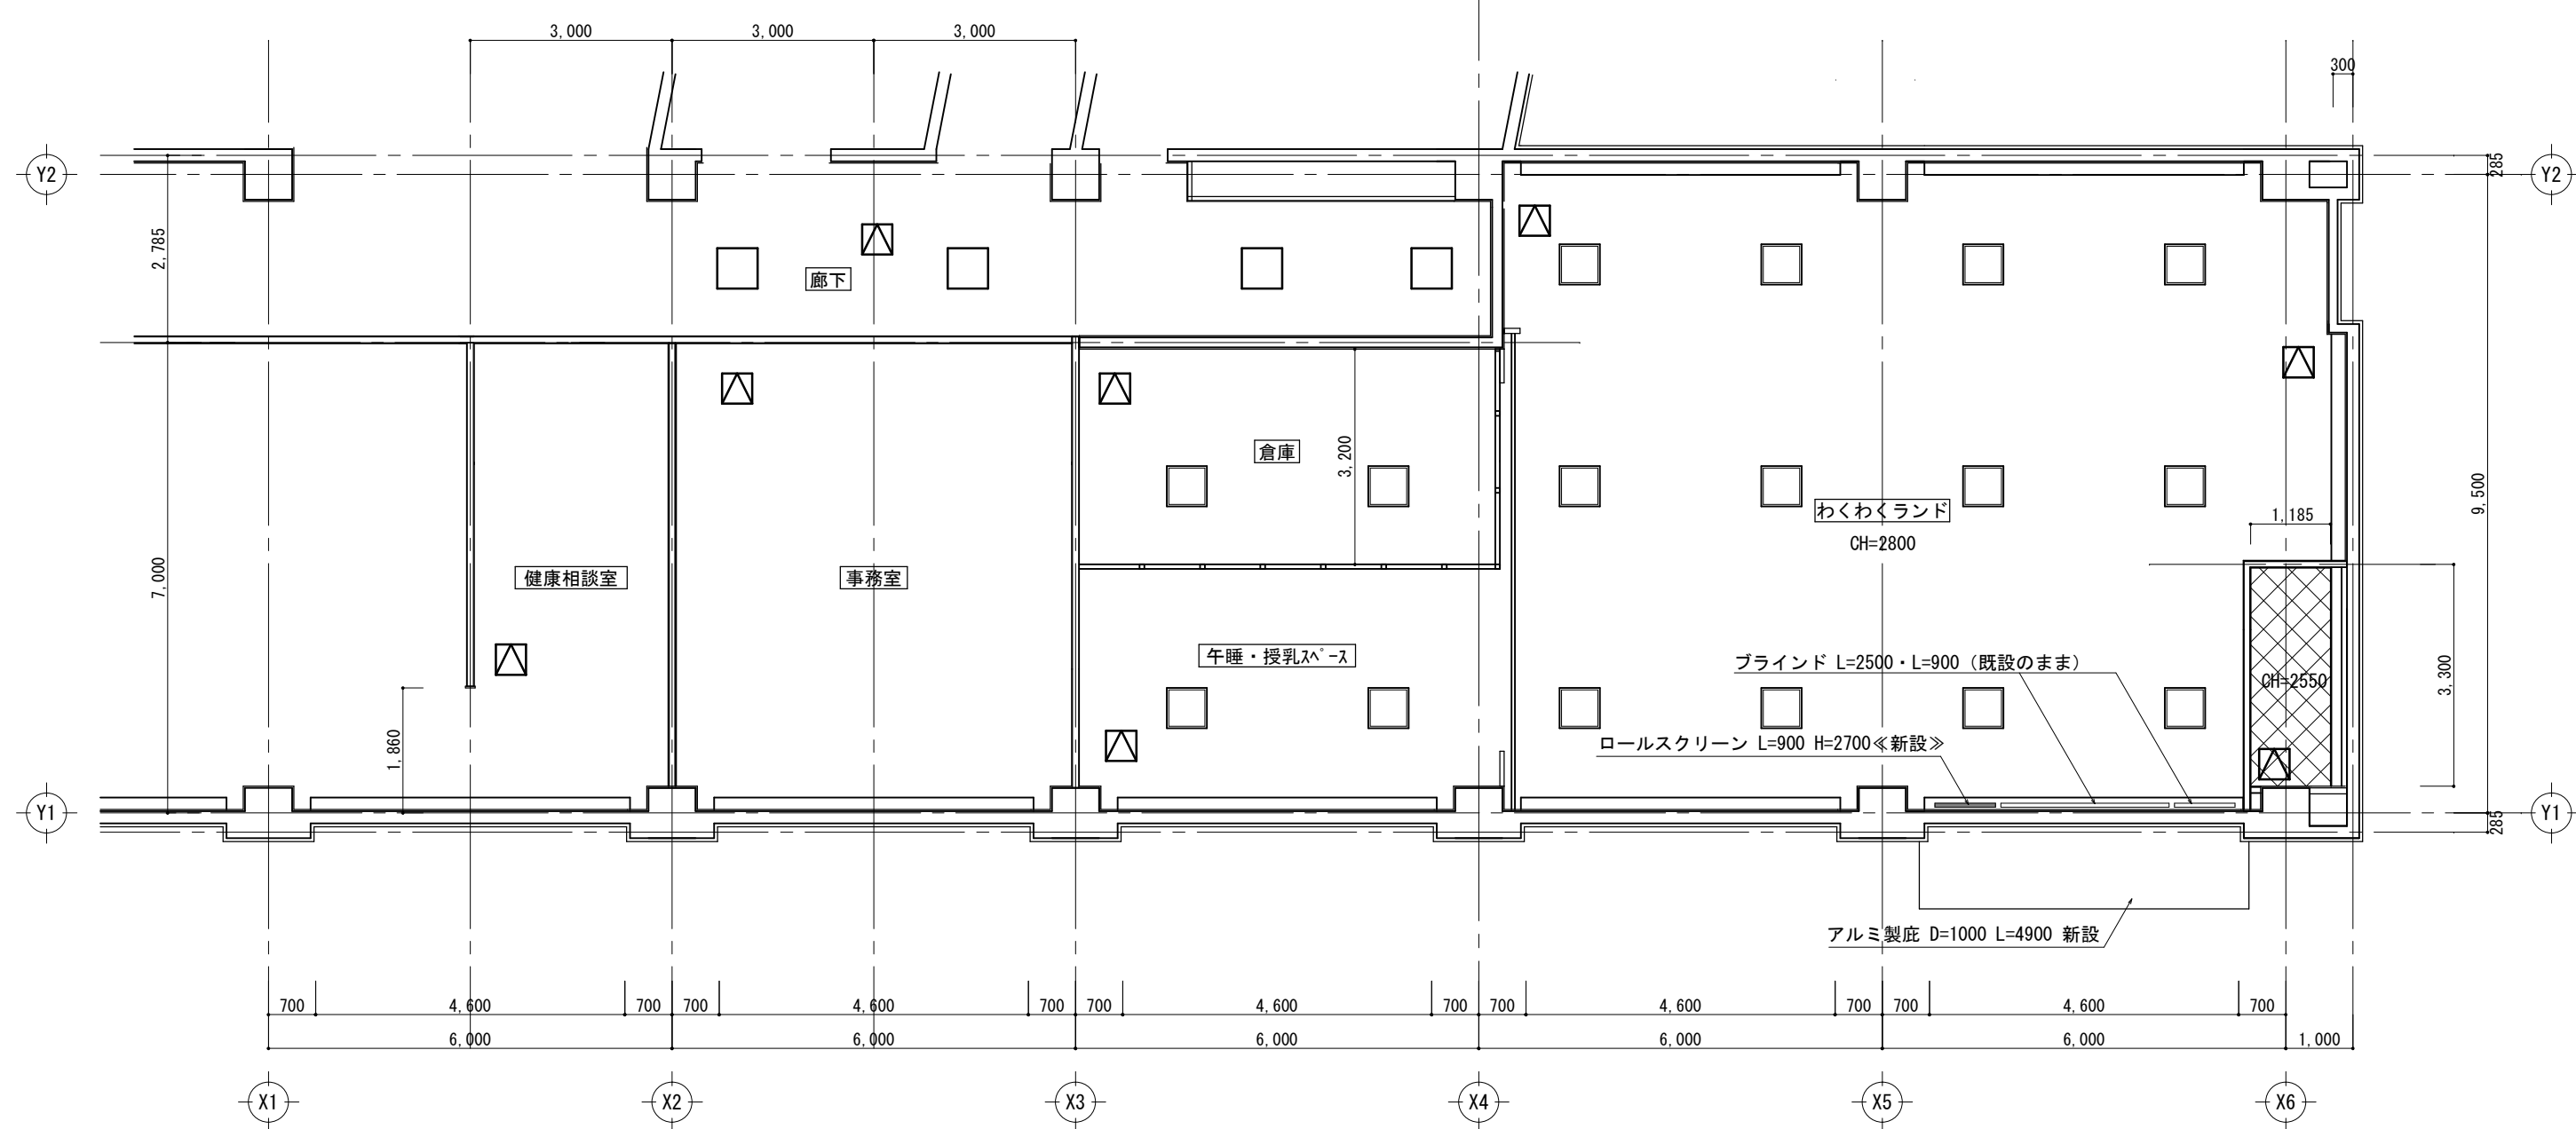 3,000 3,000 3,000
300
Y2 Y2
285
2,785
廊下
倉庫
3,200
9,500
わくわくランド
1,185
CH=2800
7,000
健康相談室
事務室
午睡・授乳ｽﾍﾟｰｽ
ブラインド L=2500・L=900（既設のまま）
CH=2550
3,300
1,860
ロールスクリーン L=900 H=2700≪新設≫
Y1 Y1
285
アルミ製庇 D=1000 L=4900 新設
700 4,600 700 700 4,600 700 700 4,600 700 700 4,600 700 700 4,600 700
6,000 6,000 6,000 6,000 6,000 1,000
X1 X2 X3 X4 X5 X6